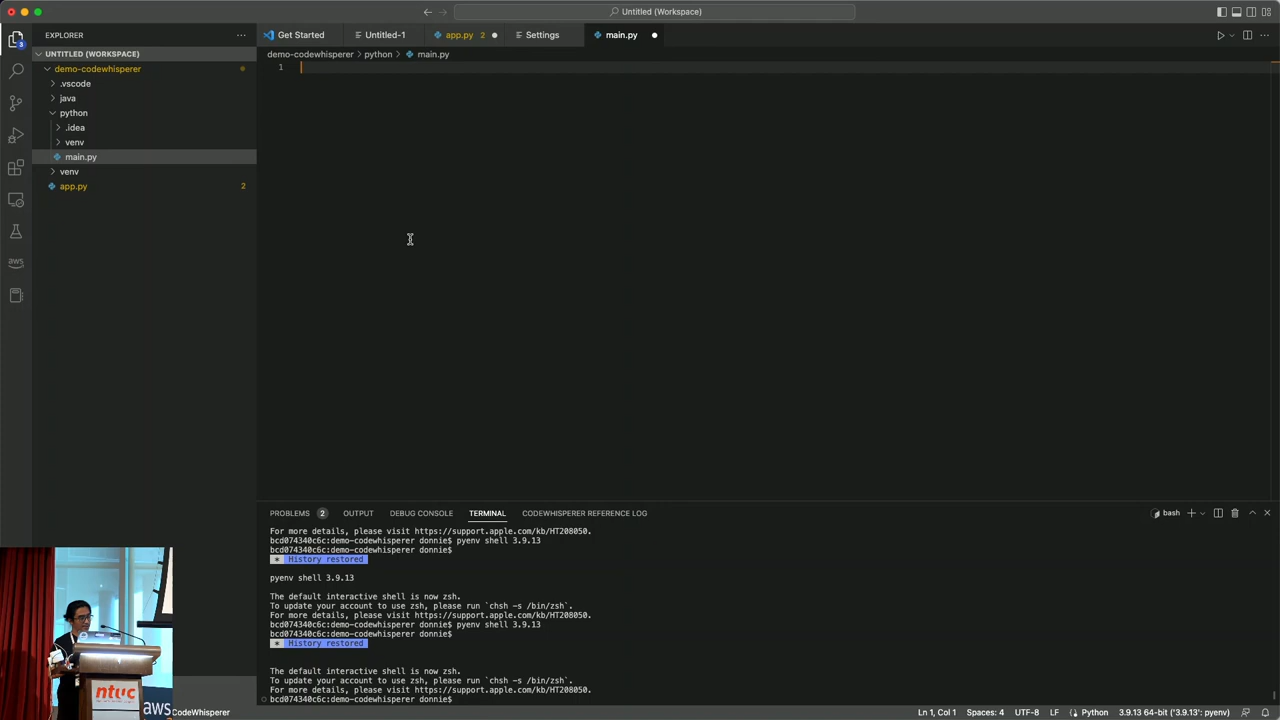 Untitled (Workspace)
EXPLORER
Get Started
Untitled-1
app.py 2
Settings
main.py
UNTITLED (WORKSPACE)
demo-codewhisperer > python > main.py
demo-codewhisperer
1
.vscode
java
python
.idea
venv
main.py
venv
app.py 2
3
aws
PROBLEMS 2 OUTPUT DEBUG CONSOLE TERMINAL CODEWHISPERER REFERENCE LOG
bash
For more details, please visit https://support.apple.com/kb/HT208050.
bcd074340c6c:demo-codewhisperer donnie$ pyenv shell 3.9.13
bcd074340c6c:demo-codewhisperer donnie$
* History restored
pyenv shell 3.9.13
The default interactive shell is now zsh.
To update your account to use zsh, please run `chsh -s /bin/zsh`.
For more details, please visit https://support.apple.com/kb/HT208050.
bcd074340c6c:demo-codewhisperer donnie$ pyenv shell 3.9.13
bcd074340c6c:demo-codewhisperer donnie$
* History restored
The default interactive shell is now zsh.
To update your account to use zsh, please run `chsh -s /bin/zsh`.
For more details, please visit https://support.apple.com/kb/HT208050.
bcd074340c6c:demo-codewhisperer donnie$
ntuc
aws
CodeWhisperer
Ln 1, Col 1 Spaces: 4 UTF-8 LF Python 3.9.13 64-bit ('3.9.13': pyenv)